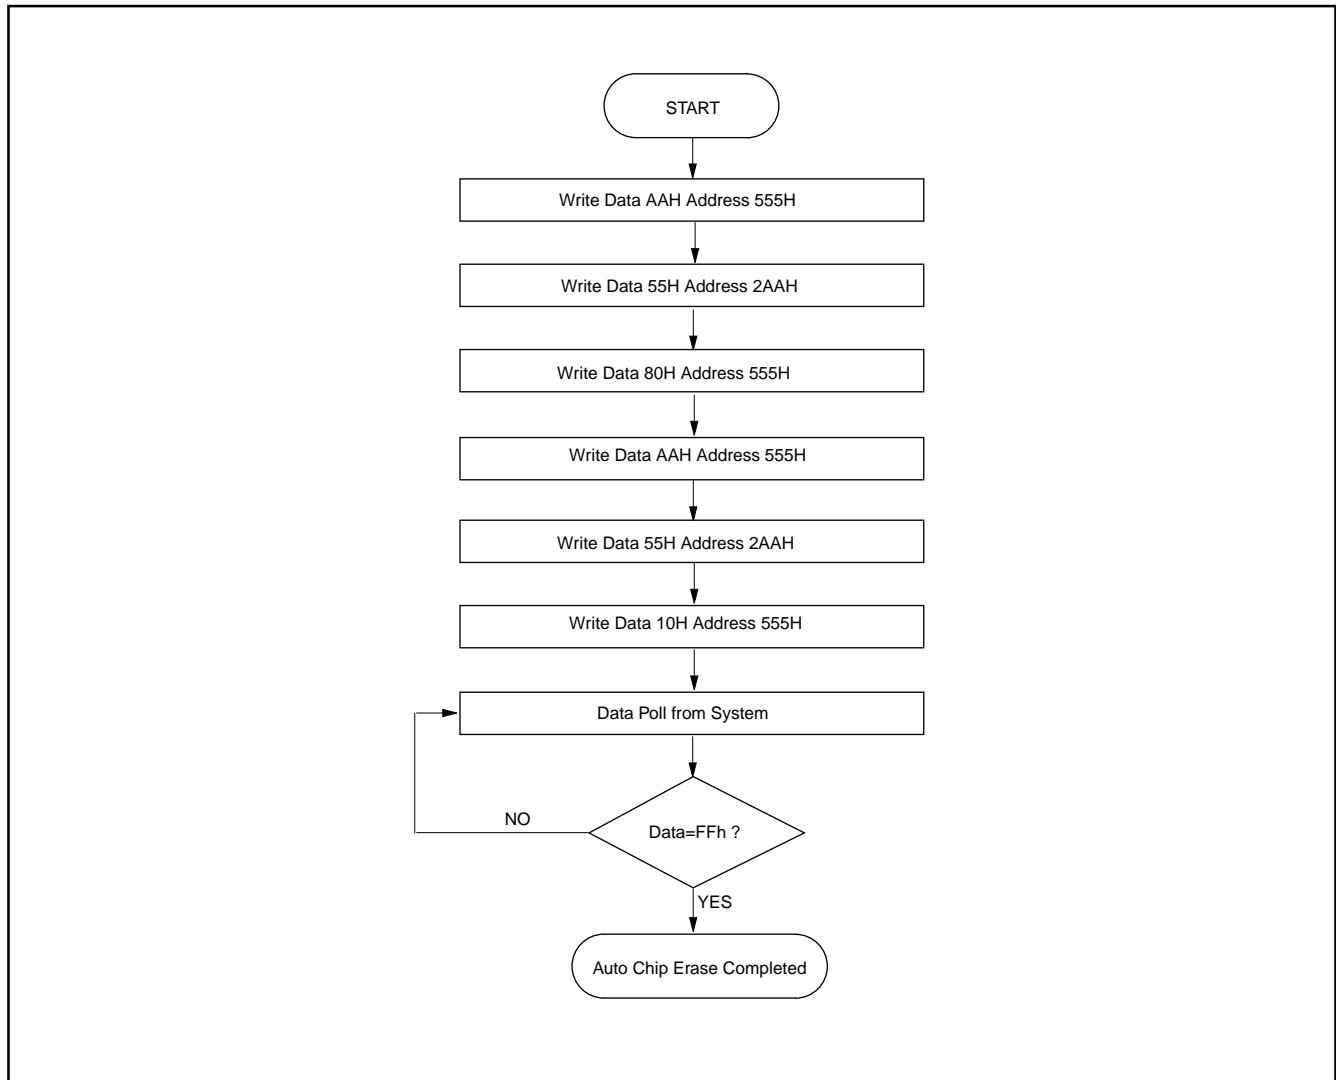 START
Write Data AAH Address 555H
Write Data 55H Address 2AAH
Write Data 80H Address 555H
Write Data AAH Address 555H
Write Data 55H Address 2AAH
Write Data 10H Address 555H
Data Poll from System
NO
Data=FFh ?
YES
Auto Chip Erase Completed